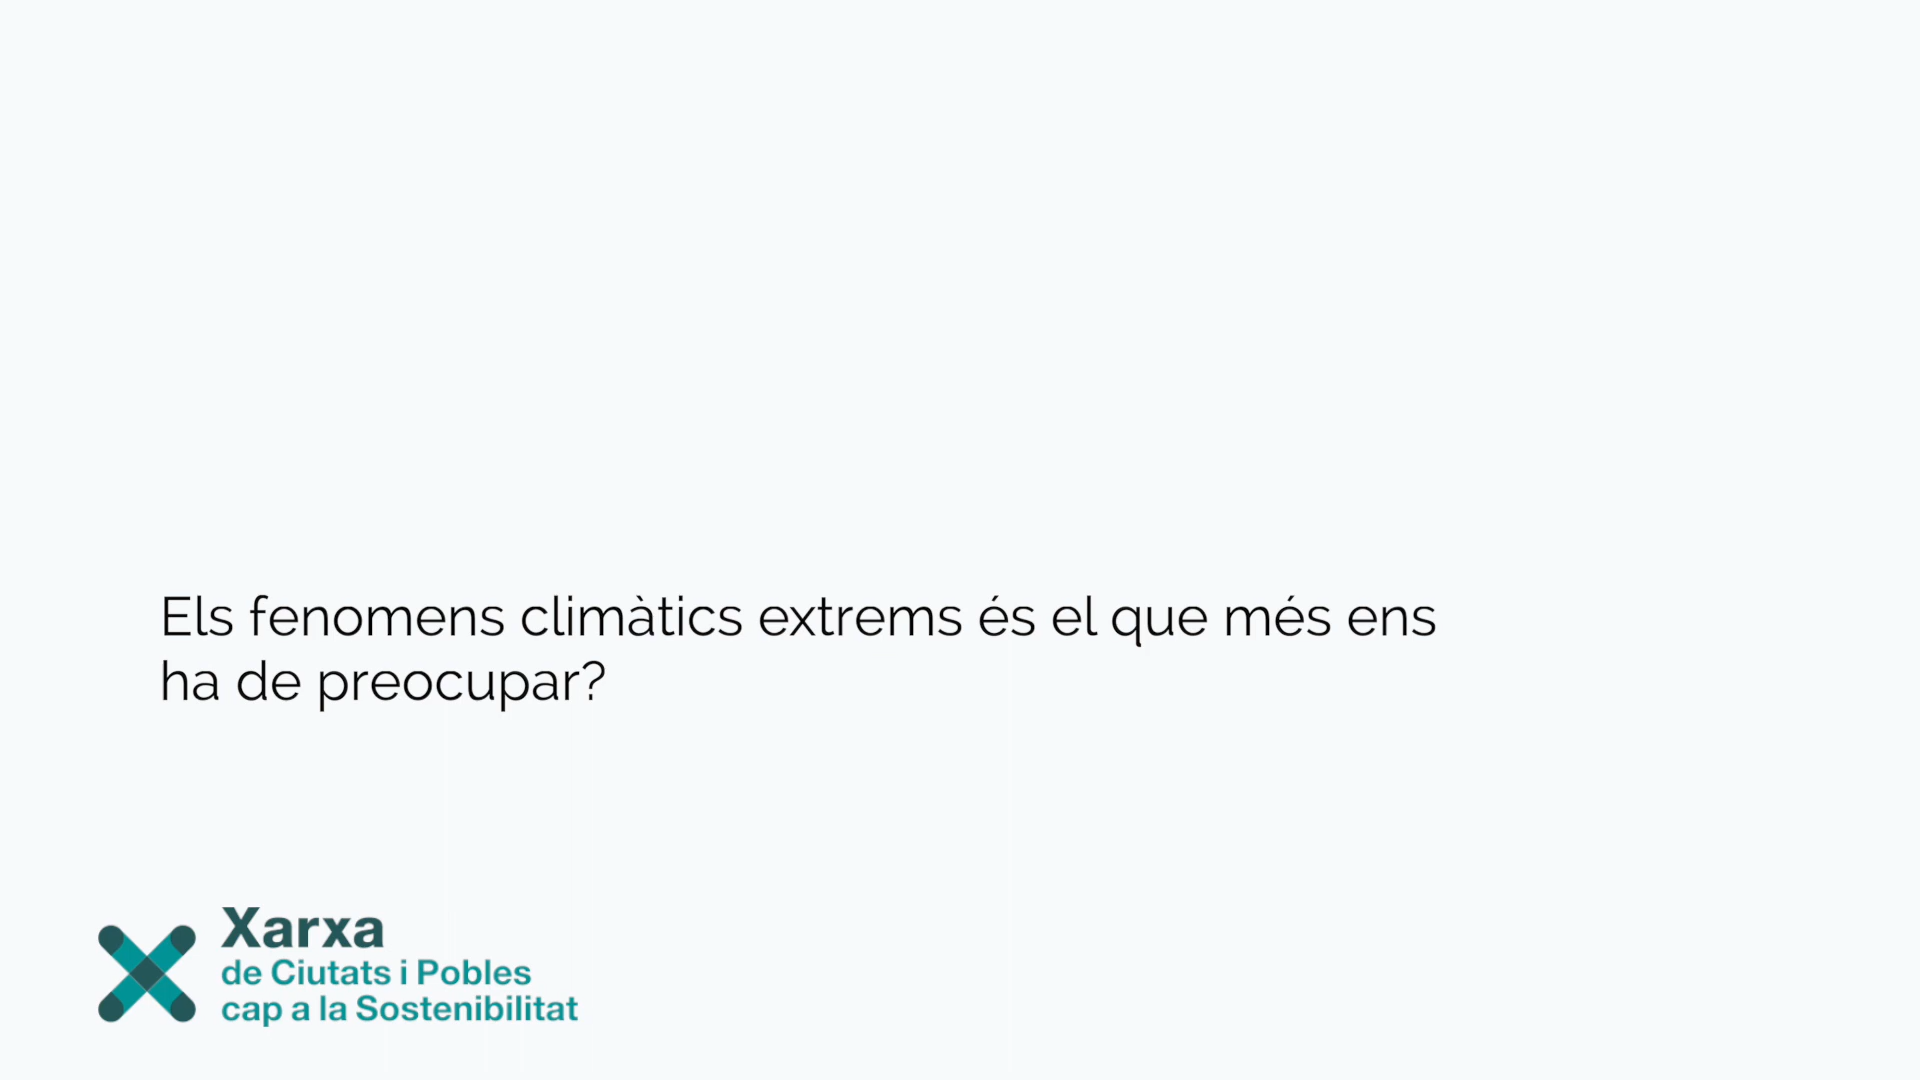 Els fenomens climàtics extrems és el que més ens
ha de preocupar?
Xarxa
de Ciutats i Pobles
cap a la Sostenibilitat